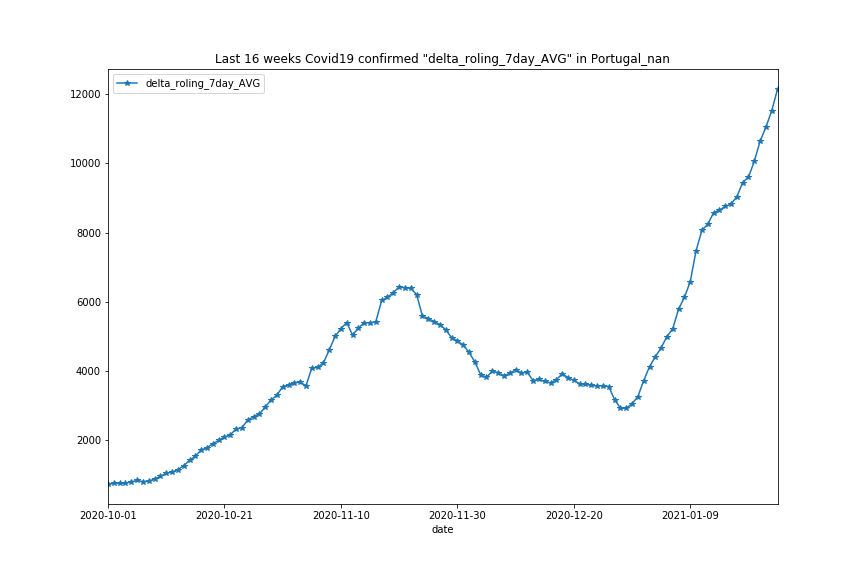 Last 16 weeks Covid19 confirmed "delta_roling_7day_AVG" in Portugal_nan
delta_roling_7day_AVG
12000
10000
8000
6000
4000
2000
2020-10-01 2020-10-21 2020-11-10 2020-11-30 2020-12-20 2021-01-09
date